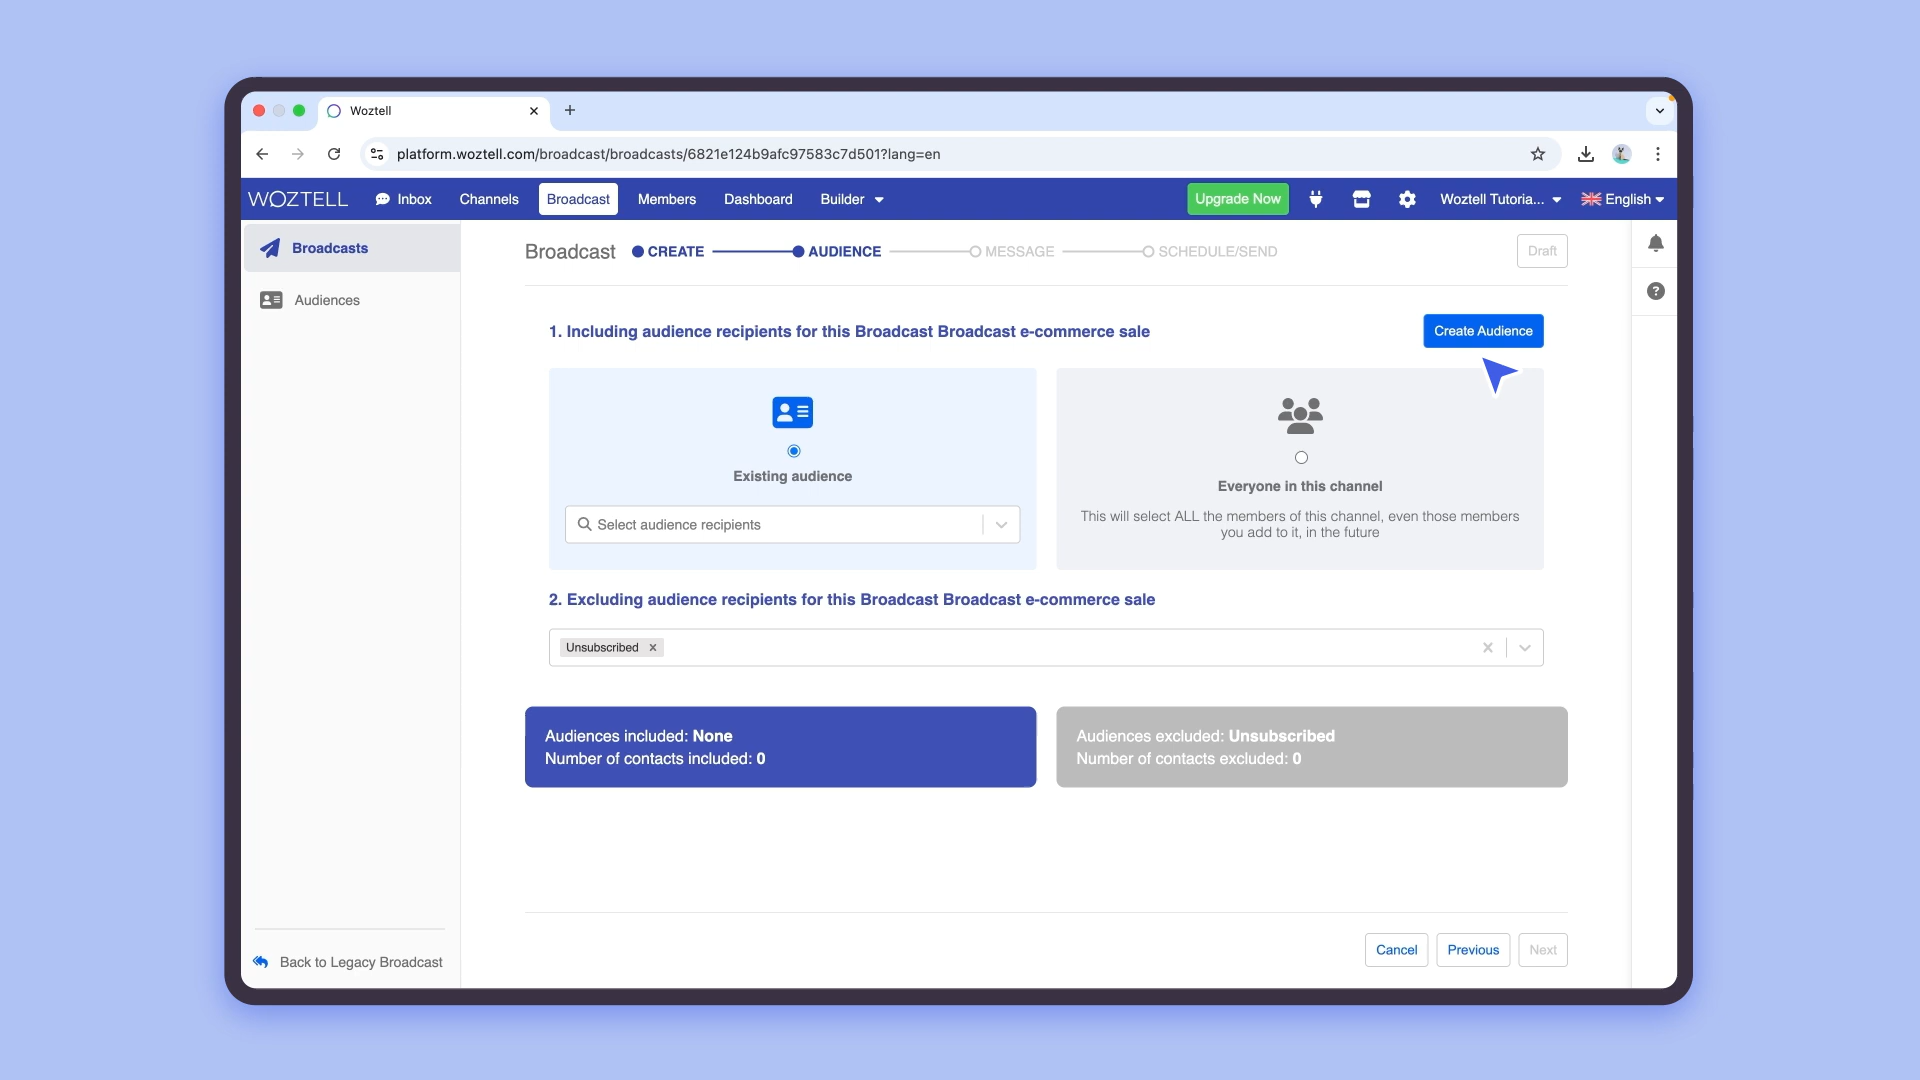 Woztell
platform.woztell.com/broadcast/broadcasts/6821e124b9afc97583c7d501?lang=en
WOZTELL
Inbox
Channels
Broadcast
Members
Dashboard
Builder
Upgrade Now
Woztell Tutoria...
English
Broadcasts
Audiences
Broadcast
CREATE
AUDIENCE
MESSAGE
SCHEDULE/SEND
Draft
1. Including audience recipients for this Broadcast Broadcast e-commerce sale
Create Audience
Existing audience
Select audience recipients
Everyone in this channel
This will select ALL the members of this channel, even those members
you add to it, in the future
2. Excluding audience recipients for this Broadcast Broadcast e-commerce sale
Unsubscribed
Audiences included: None
Number of contacts included: 0
Audiences excluded: Unsubscribed
Number of contacts excluded: 0
Back to Legacy Broadcast
Cancel
Previous
Next